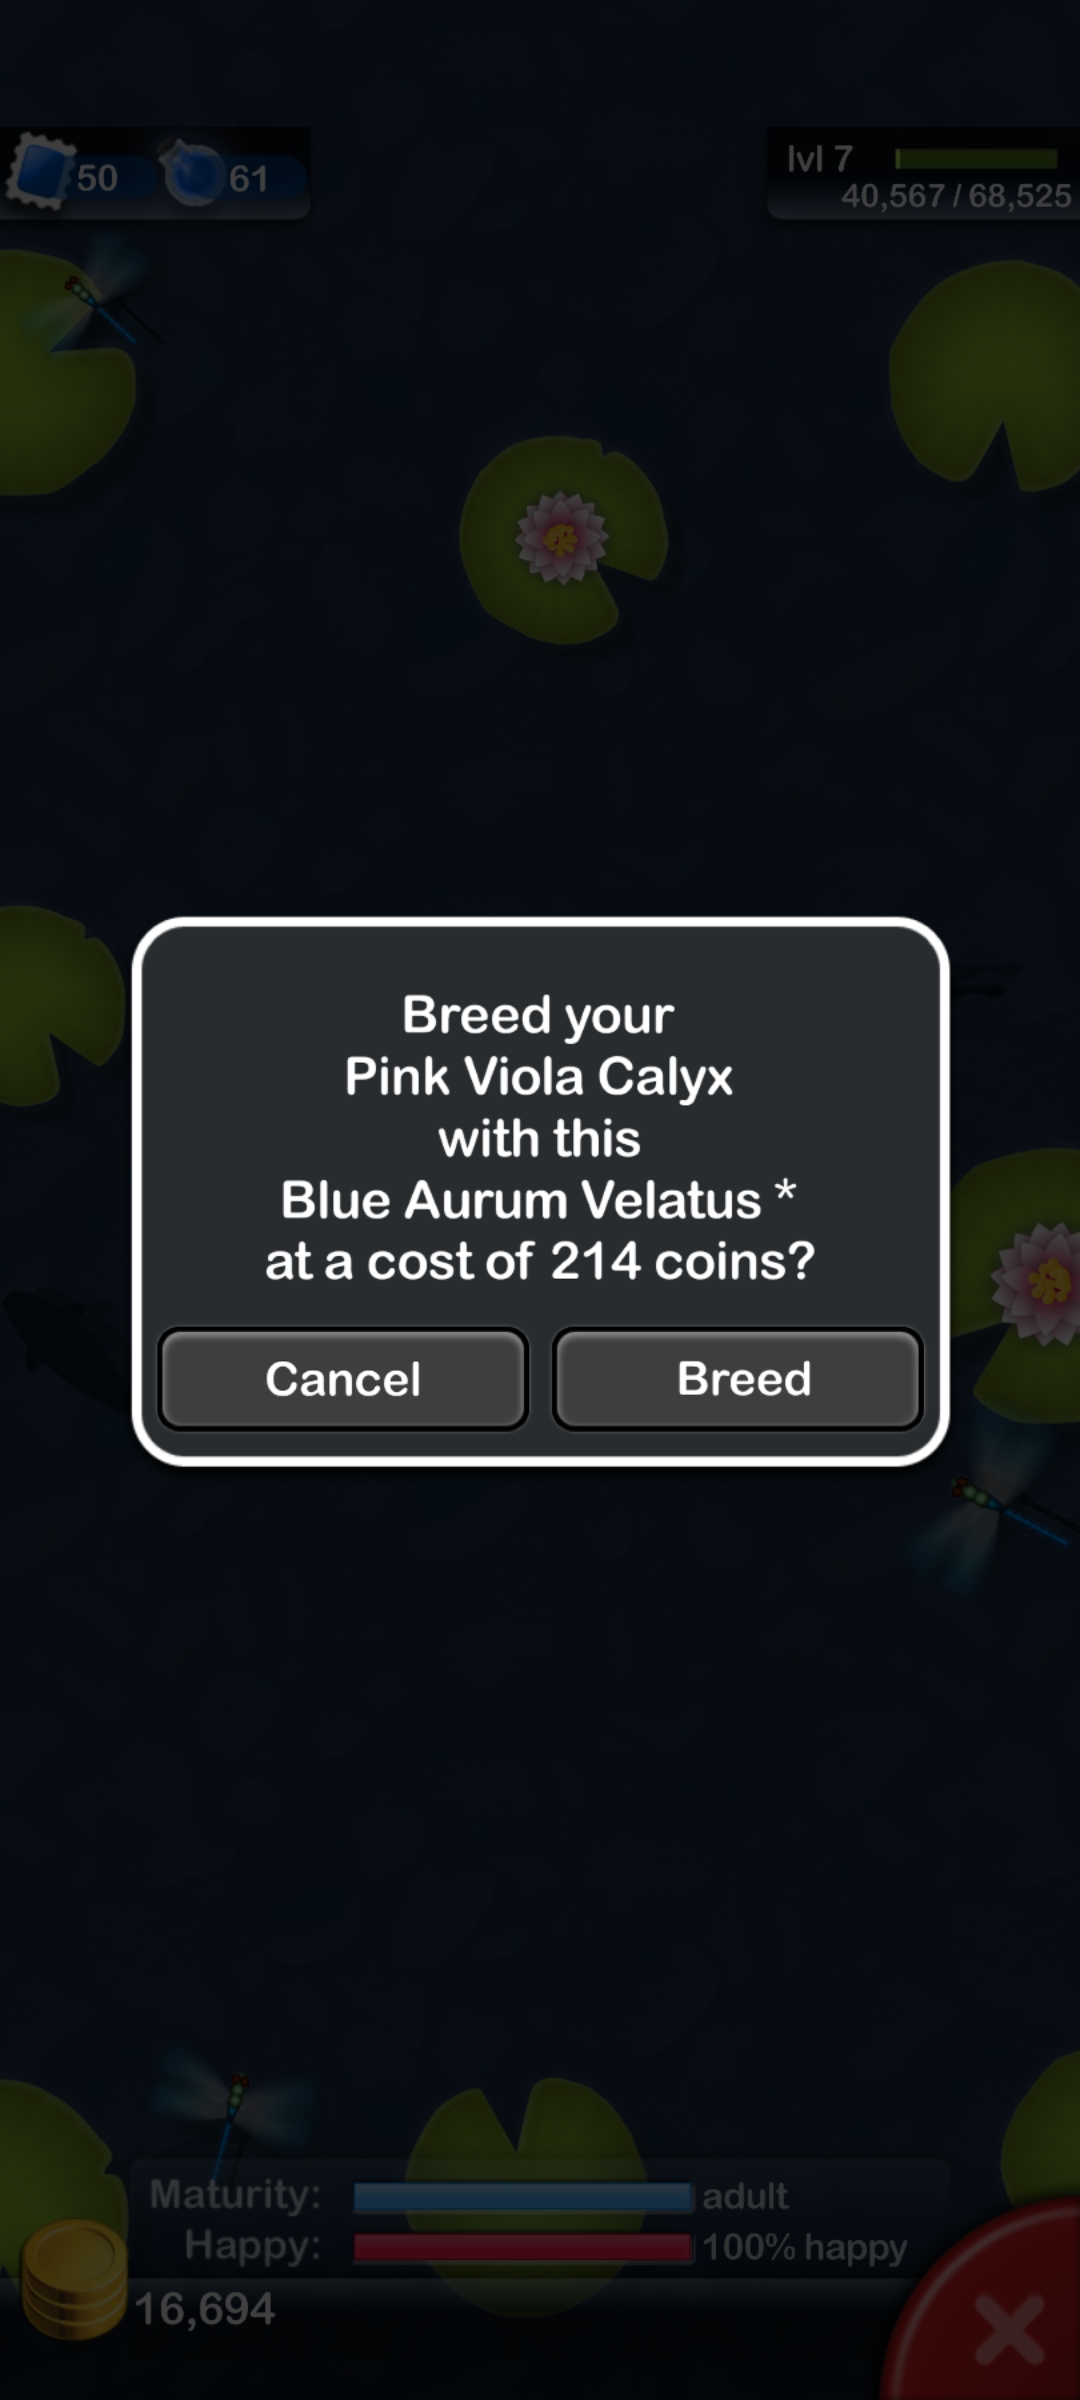 50
61
lvl 7
40,567 / 68,525
Breed your
Pink Viola Calyx
with this
Blue Aurum Velatus *
at a cost of 214 coins?
Cancel
Breed
Maturity: adult
Happy: 100% happy
16,694